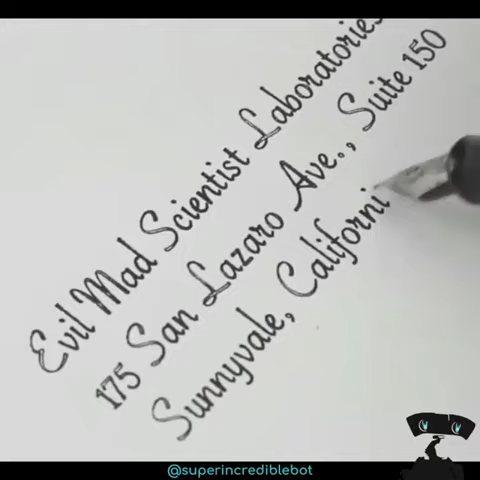 Evil Mad Scientist Laboratories
175 San Lazaro Ave., Suite 150
Sunnyvale, Californi
@superincrediblebot